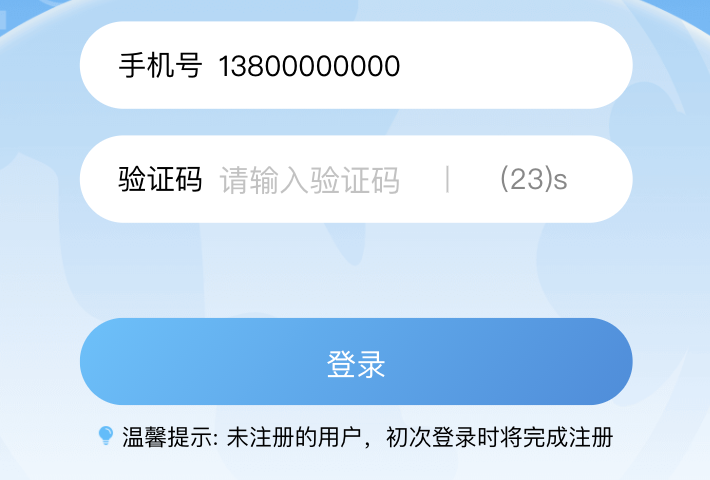 手机号 13800000000
验证码 请输入验证码 | (23)s
登录
温馨提示: 未注册的用户，初次登录时将完成注册